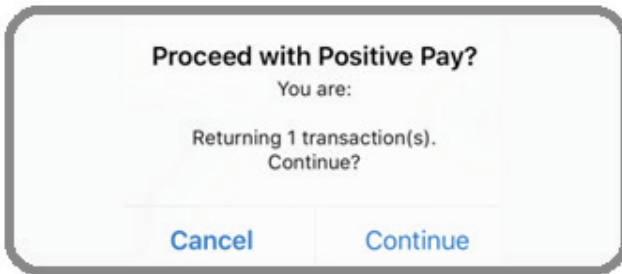 Proceed with Positive Pay?
You are:
Returning 1 transaction(s).
Continue?
Cancel Continue